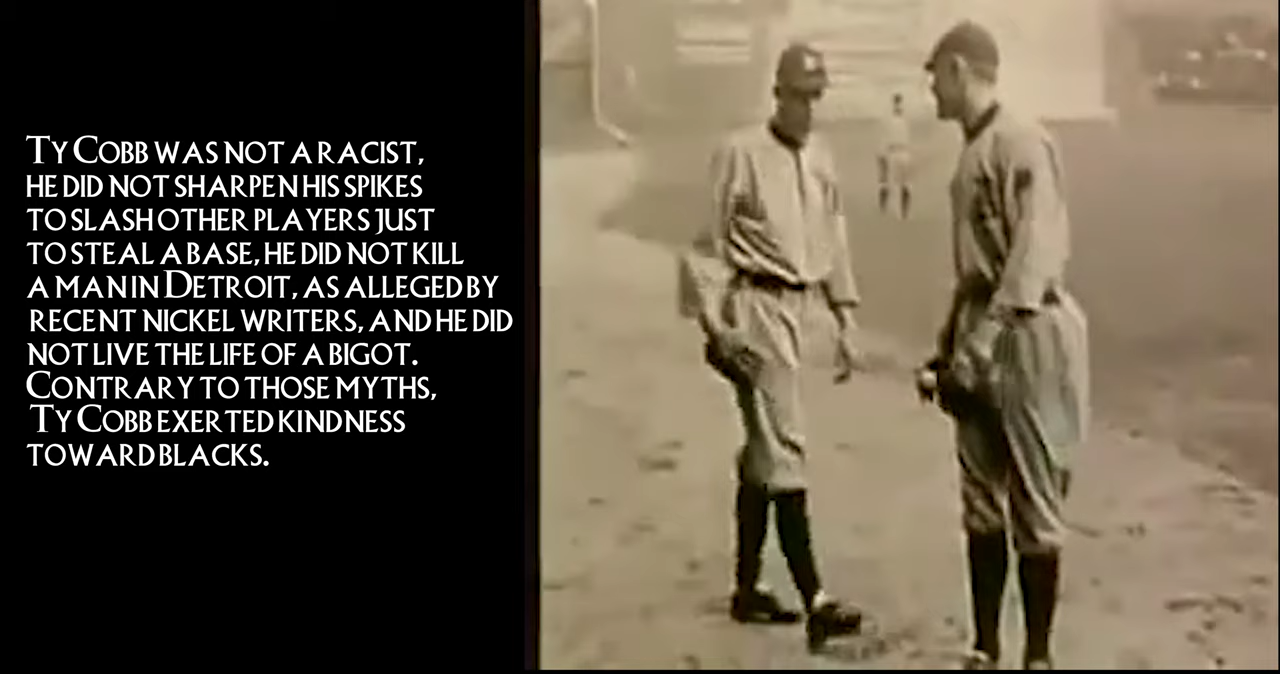 Ty Cobb was not a racist,
he did not sharpen his spikes
to slash other players just
to steal a base, he did not kill
a man in Detroit, as alleged by
recent nickel writers, and he did
not live the life of a bigot.
Contrary to those myths,
Ty Cobb exerted kindness
toward blacks.